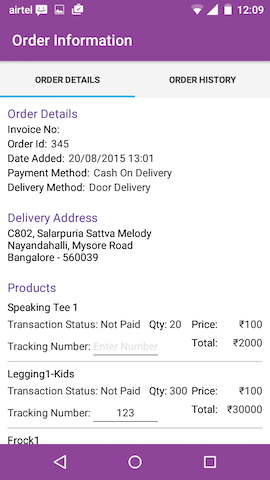 airtel 12:09
Order Information
ORDER DETAILS ORDER HISTORY
Order Details
Invoice No:
Order Id: 345
Date Added: 20/08/2015 13:01
Payment Method: Cash On Delivery
Delivery Method: Door Delivery
Delivery Address
C802, Salarpuria Sattva Melody
Nayandahalli, Mysore Road
Bangalore - 560039
Products
Speaking Tee 1
Transaction Status: Not Paid Qty: 20 Price: ₹100
Tracking Number: Enter Number Total: ₹2000
Legging1-Kids
Transaction Status: Not Paid Qty: 300 Price: ₹100
Tracking Number: 123 Total: ₹30000
Frock1